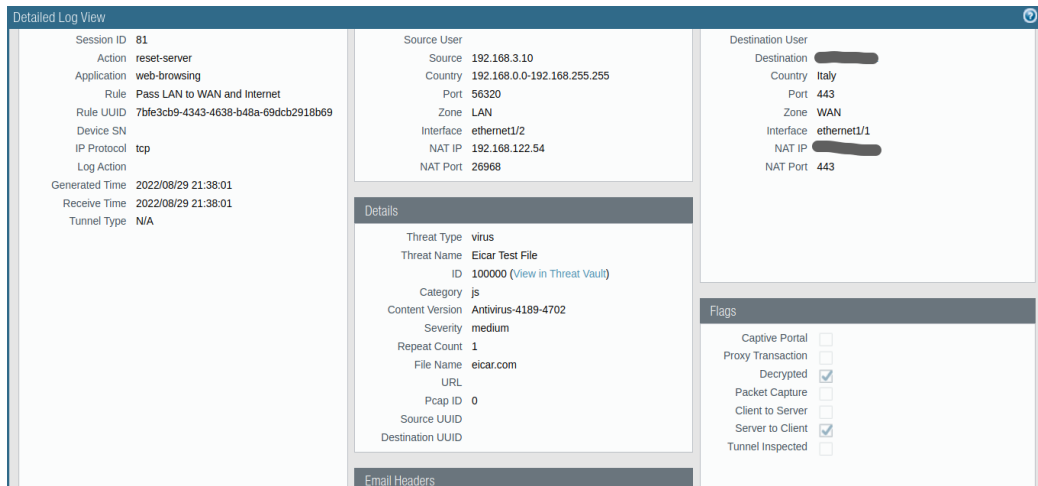 Detailed Log View
Session ID 81
Action reset-server
Application web-browsing
Rule Pass LAN to WAN and Internet
Rule UUID 7bfe3cb9-4343-4638-b48a-69dcb2918b69
Device SN
IP Protocol tcp
Log Action
Generated Time 2022/08/29 21:38:01
Receive Time 2022/08/29 21:38:01
Tunnel Type N/A
Source User
Source 192.168.3.10
Country 192.168.0.0-192.168.255.255
Port 56320
Zone LAN
Interface ethernet1/2
NAT IP 192.168.122.54
NAT Port 26968
Details
Threat Type virus
Threat Name Eicar Test File
ID 100000 (View in Threat Vault)
Category js
Content Version Antivirus-4189-4702
Severity medium
Repeat Count 1
File Name eicar.com
URL
Pcap ID 0
Source UUID
Destination UUID
Email Headers
Destination User
Destination
Country Italy
Port 443
Zone WAN
Interface ethernet1/1
NAT IP
NAT Port 443
Flags
Captive Portal
Proxy Transaction
Decrypted
Packet Capture
Client to Server
Server to Client
Tunnel Inspected